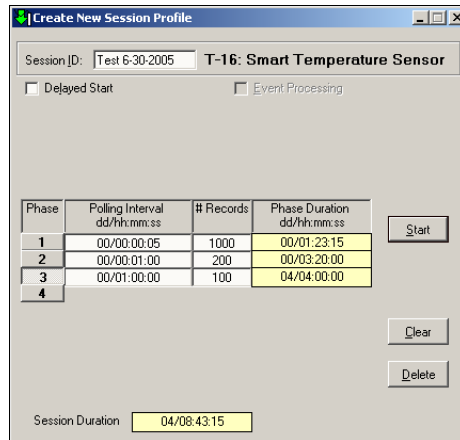 Create New Session Profile
Session ID: Test 6-30-2005 T-16: Smart Temperature Sensor
Delayed Start Event Processing
Phase Polling Interval dd/hh:mm:ss # Records Phase Duration dd/hh:mm:ss
Start
1 00/00:00:05 1000 00/01:23:15
2 00/00:01:00 200 00/03:20:00
3 00/01:00:00 100 04/04:00:00
4
Clear
Delete
Session Duration 04/08:43:15